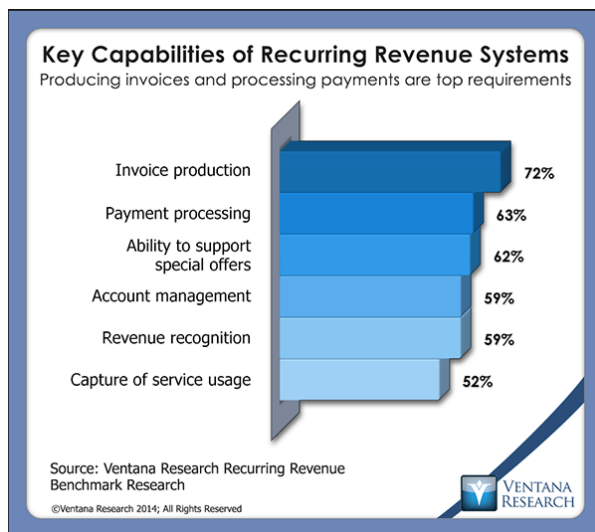 Key Capabilities of Recurring Revenue Systems
Producing invoices and processing payments are top requirements
Invoice production
72%
Payment processing
63%
Ability to support
special offers
62%
Account management
59%
Revenue recognition
59%
Capture of service usage
52%
Source: Ventana Research Recurring Revenue
Benchmark Research
©Ventana Research 2014; All Rights Reserved
VENTANA
RESEARCH